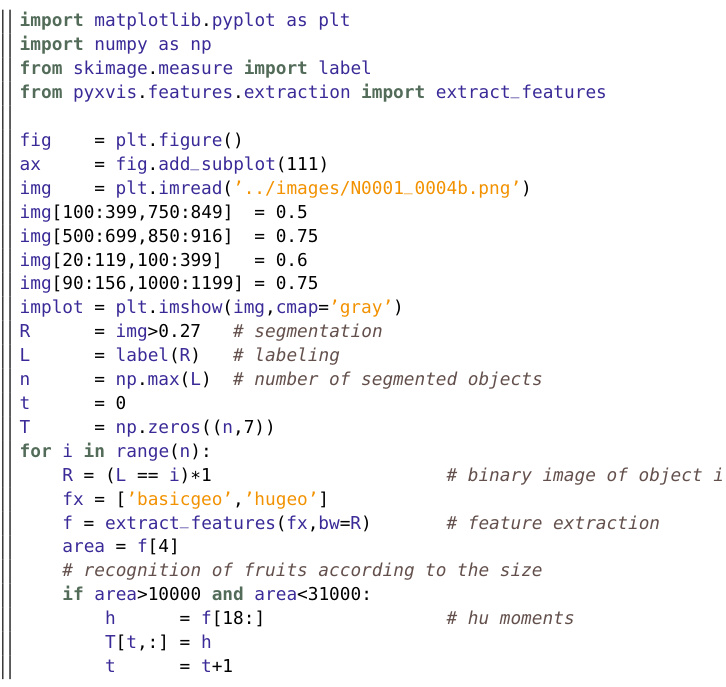 import matplotlib.pyplot as plt
import numpy as np
from skimage.measure import label
from pyxvis.features.extraction import extract_features

fig    = plt.figure()
ax     = fig.add_subplot(111)
img    = plt.imread('../images/N0001_0004b.png')
img[100:399,750:849]  = 0.5
img[500:699,850:916]  = 0.75
img[20:119,100:399]   = 0.6
img[90:156,1000:1199] = 0.75
implot = plt.imshow(img,cmap='gray')
R      = img>0.27   # segmentation
L      = label(R)   # labeling
n      = np.max(L)  # number of segmented objects
t      = 0
T      = np.zeros((n,7))
for i in range(n):
    R = (L == i)*1                      # binary image of object i
    fx = ['basicgeo','hugeo']
    f = extract_features(fx,bw=R)       # feature extraction
    area = f[4]
    # recognition of fruits according to the size
    if area>10000 and area<31000:
        h      = f[18:]                 # hu moments
        T[t,:] = h
        t      = t+1